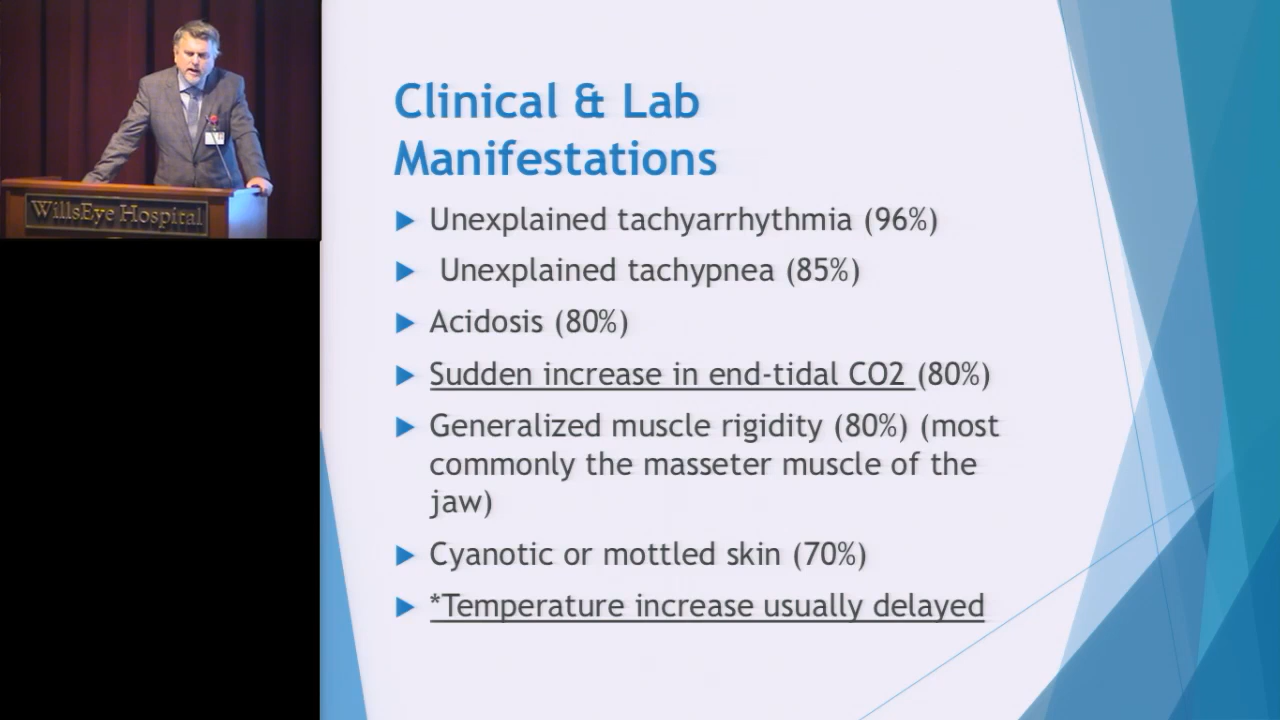 WillsEye Hospital
Clinical & Lab
Manifestations
Unexplained tachyarrhythmia (96%)
Unexplained tachypnea (85%)
Acidosis (80%)
Sudden increase in end-tidal CO2 (80%)
Generalized muscle rigidity (80%) (most
commonly the masseter muscle of the
jaw)
Cyanotic or mottled skin (70%)
*Temperature increase usually delayed